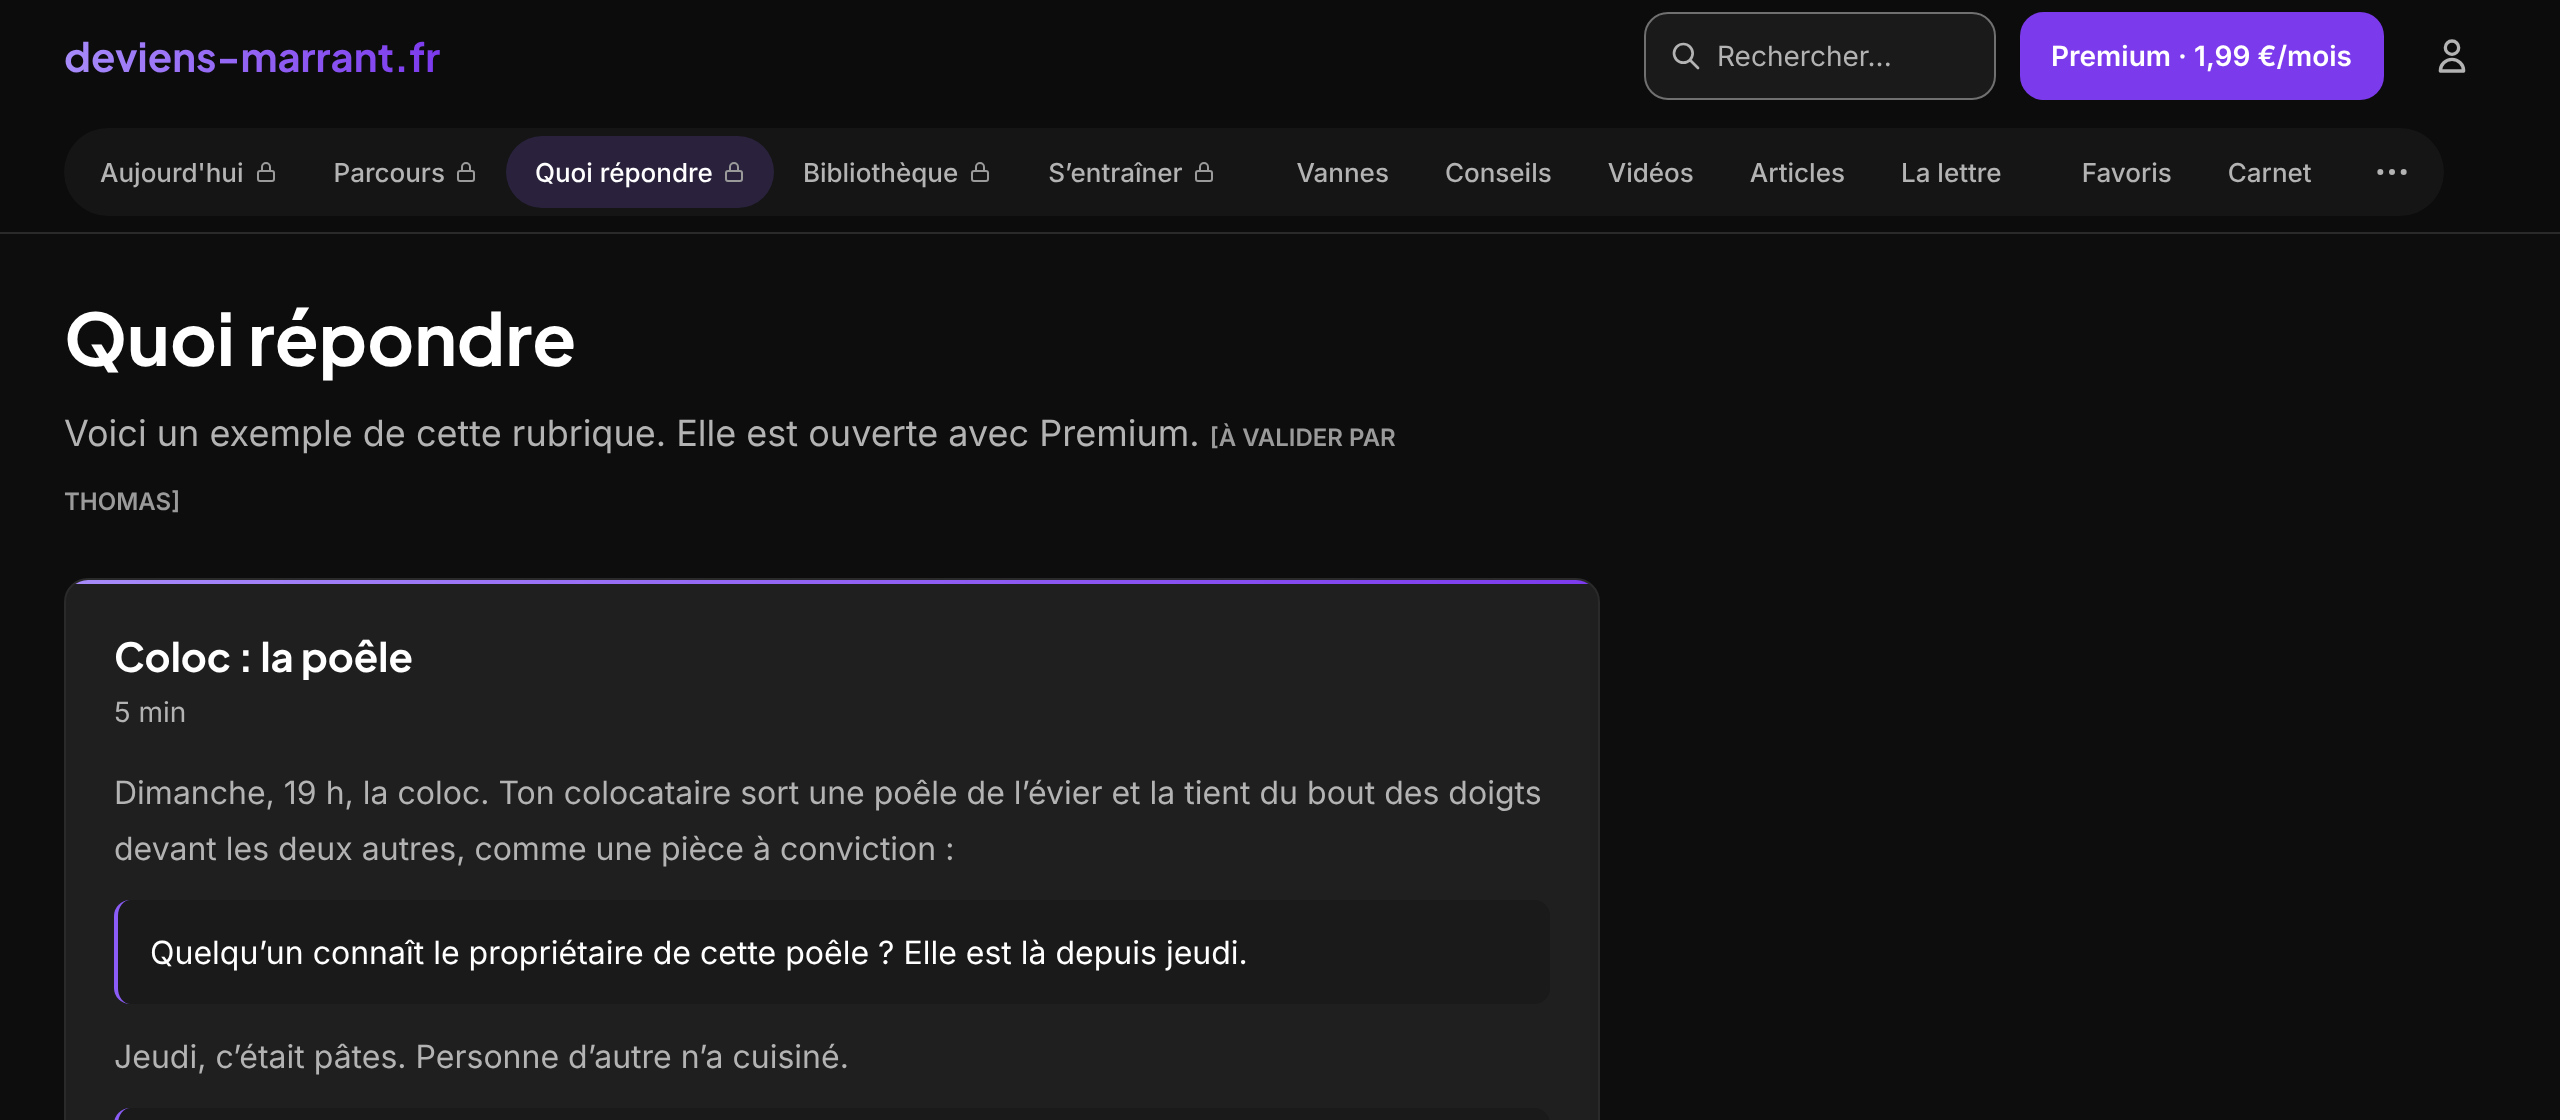 deviens-marrant.fr
Rechercher...
Premium · 1,99 €/mois
Aujourd'hui Parcours Quoi répondre Bibliothèque S’entraîner Vannes Conseils Vidéos Articles La lettre Favoris Carnet ···
Quoi répondre
Voici un exemple de cette rubrique. Elle est ouverte avec Premium. [À VALIDER PAR
THOMAS]
Coloc : la poêle
5 min
Dimanche, 19 h, la coloc. Ton colocataire sort une poêle de l’évier et la tient du bout des doigts
devant les deux autres, comme une pièce à conviction :
Quelqu’un connaît le propriétaire de cette poêle ? Elle est là depuis jeudi.
Jeudi, c’était pâtes. Personne d’autre n’a cuisiné.